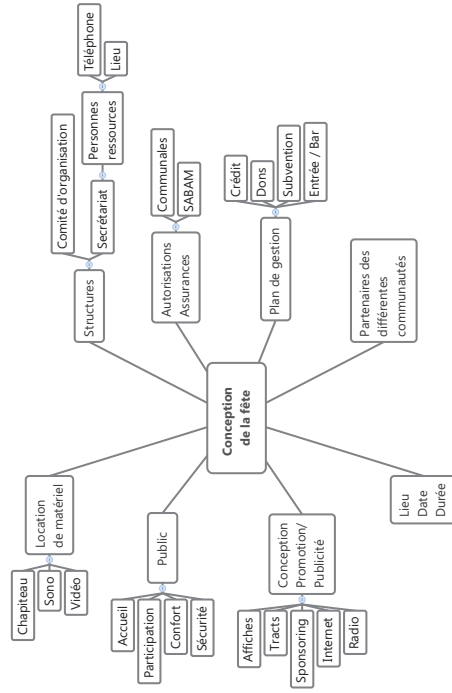 Conception
de la fête
Structures
Comité d'organisation
Secrétariat
Personnes
ressources
Téléphone
Lieu
Autorisations
Assurances
Communales
SABAM
Plan de gestion
Crédit
Dons
Subvention
Entrée / Bar
Partenaires des
différentes
communautés
Location
de matériel
Chapiteau
Sono
Vidéo
Public
Accueil
Participation
Confort
Sécurité
Conception
Promotion/
Publicité
Affiches
Tracts
Sponsoring
Internet
Radio
Lieu
Date
Durée